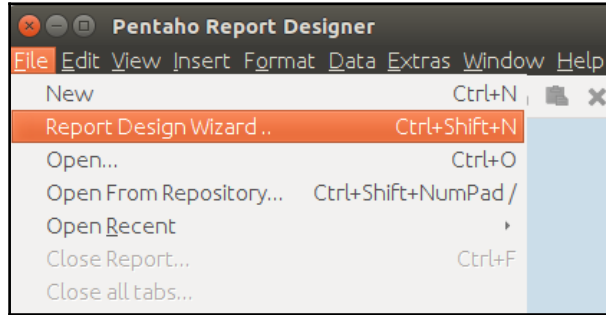 Pentaho Report Designer
File Edit View Insert Format Data Extras Window Help
New Ctrl+N
Report Design Wizard .. Ctrl+Shift+N
Open... Ctrl+O
Open From Repository... Ctrl+Shift+NumPad /
Open Recent
Close Report... Ctrl+F
Close all tabs...